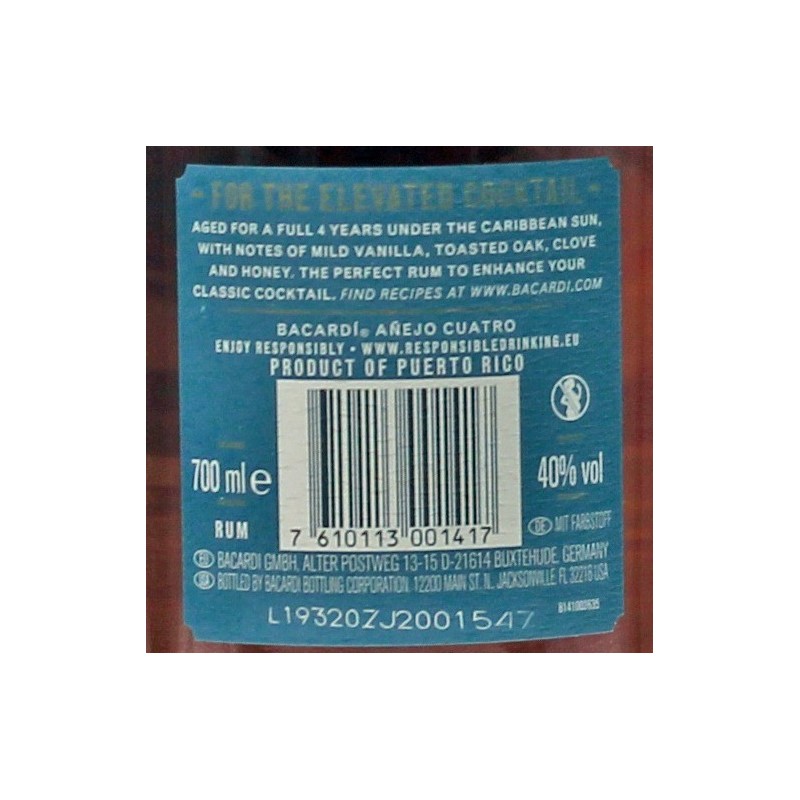 - FOR THE ELEVATED COCKTAIL -
AGED FOR A FULL 4 YEARS UNDER THE CARIBBEAN SUN,
WITH NOTES OF MILD VANILLA, TOASTED OAK, CLOVE
AND HONEY. THE PERFECT RUM TO ENHANCE YOUR
CLASSIC COCKTAIL. FIND RECIPES AT WWW.BACARDI.COM
BACARDÍ® AÑEJO CUATRO
ENJOY RESPONSIBLY • WWW.RESPONSIBLEDRINKING.EU
PRODUCT OF PUERTO RICO
700 ml e
40% vol
RUM
7 610113 001417
DE MIT FARBSTOFF
EU BACARDI GMBH, ALTER POSTWEG 13-15 D-21614 BUXTEHUDE, GERMANY
USA BOTTLED BY BACARDI BOTTLING CORPORATION, 12200 MAIN ST. N. JACKSONVILLE FL 32218 USA
L19320ZJ2001547
B141002635